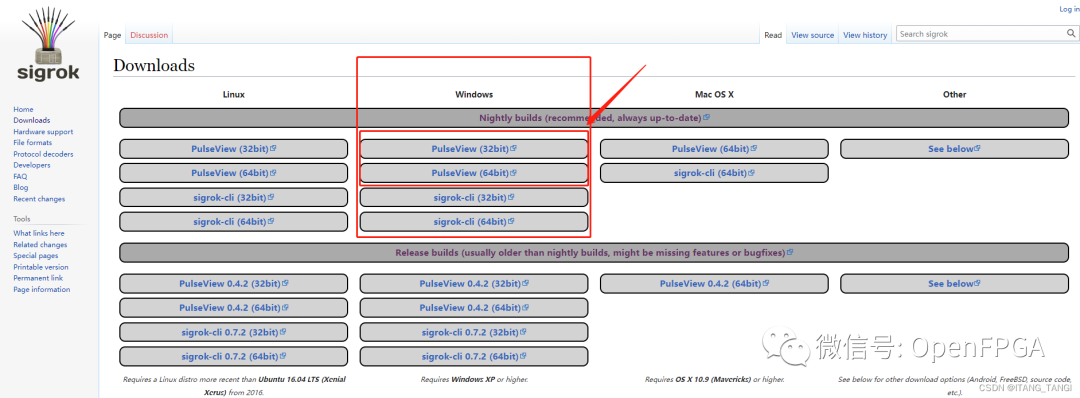 Log in
sigrok
Page
Discussion
Read
View source
View history
Search sigrok
Downloads
Home
Downloads
Hardware support
File formats
Protocol decoders
Developers
FAQ
Blog
Recent changes
Tools
What links here
Related changes
Special pages
Printable version
Permanent link
Page information
Linux
Windows
Mac OS X
Other
Nightly builds (recommended, always up-to-date)
PulseView (32bit)
PulseView (32bit)
PulseView (64bit)
See below
PulseView (64bit)
PulseView (64bit)
sigrok-cli (64bit)
sigrok-cli (32bit)
sigrok-cli (32bit)
sigrok-cli (64bit)
sigrok-cli (64bit)
Release builds (usually older than nightly builds, might be missing features or bugfixes)
PulseView 0.4.2 (32bit)
PulseView 0.4.2 (32bit)
PulseView 0.4.2 (64bit)
See below
PulseView 0.4.2 (64bit)
PulseView 0.4.2 (64bit)
sigrok-cli 0.7.2 (32bit)
sigrok-cli 0.7.2 (32bit)
sigrok-cli 0.7.2 (64bit)
sigrok-cli 0.7.2 (64bit)
Requires a Linux distro more recent than Ubuntu 16.04 LTS (Xenial
Xerus) from 2016.
Requires Windows XP or higher.
Requires OS X 10.9 (Mavericks) or higher.
See below for other download options (Android, FreeBSD, source code,
etc.).
微信号: OpenFPGA
CSDN @ITANG_TANGI